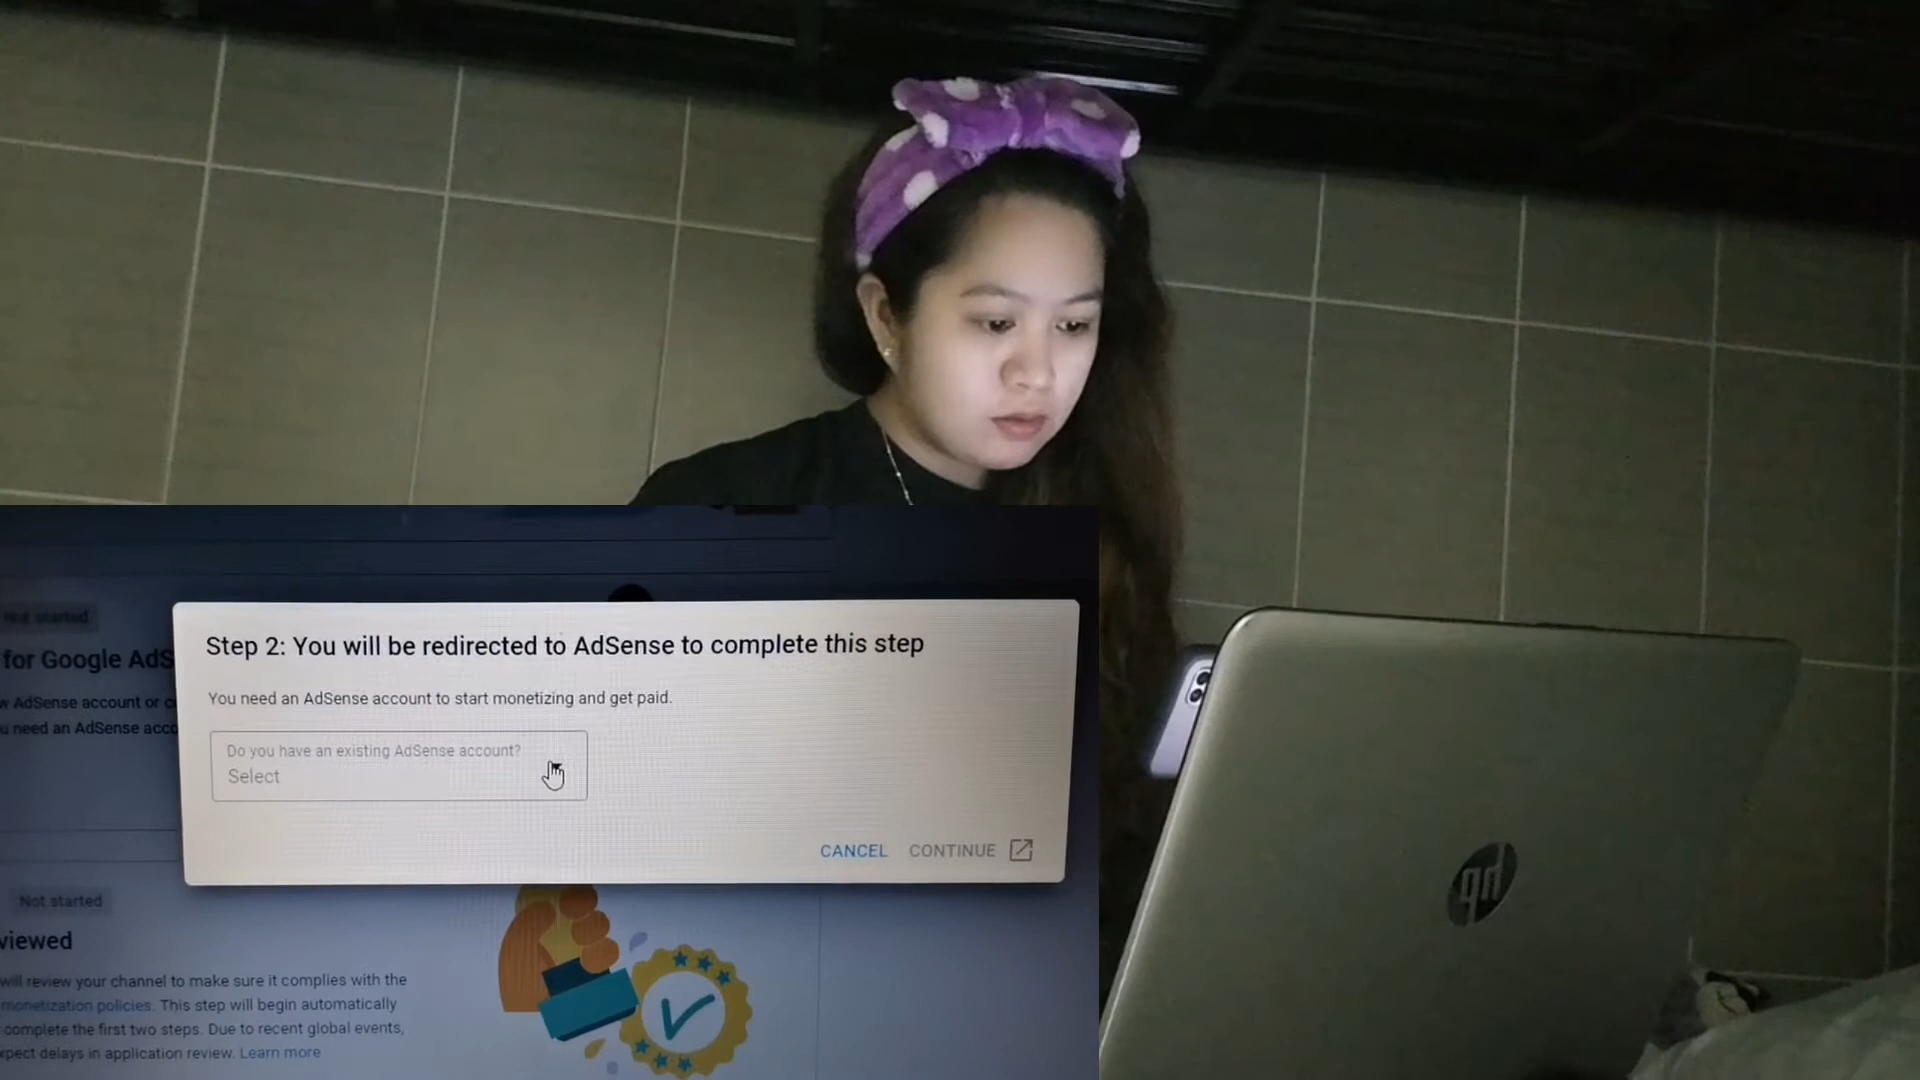 Not started
for Google AdS
w AdSense account or c
u need an AdSense acco
Step 2: You will be redirected to AdSense to complete this step
You need an AdSense account to start monetizing and get paid.
Do you have an existing AdSense account?
Select
CANCEL CONTINUE
Not started
viewed
will review your channel to make sure it complies with the
monetization policies. This step will begin automatically
complete the first two steps. Due to recent global events,
xpect delays in application review. Learn more
hp